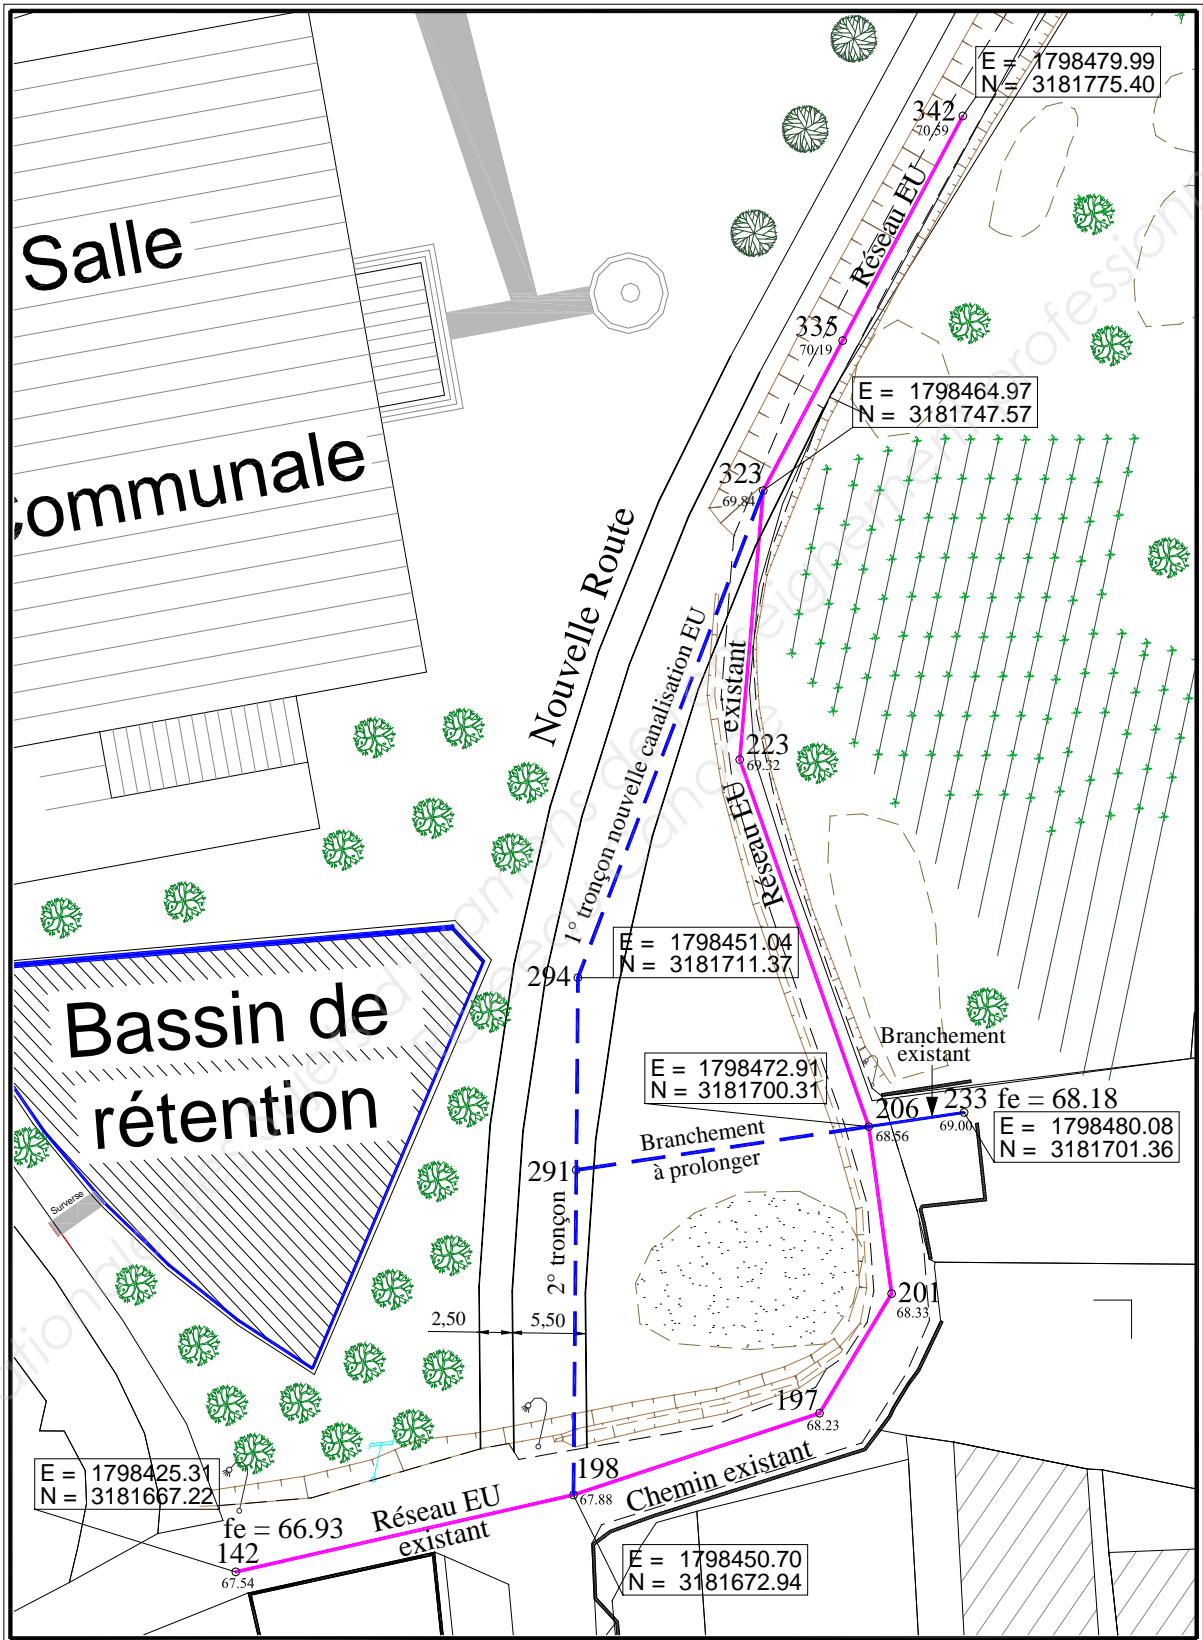 E = 1798479.99
N = 3181775.40
342
70.59
Réseau EU
Salle
335
70.19
E = 1798464.97
N = 3181747.57
Communale
323
69.84
Nouvelle Route
1° tronçon nouvelle canalisation EU
existant
223
69.32
Réseau EU
E = 1798451.04
N = 3181711.37
294
Bassin de
rétention
Branchement
existant
E = 1798472.91
N = 3181700.31
206
68.56
233 fe = 68.18
69.00
E = 1798480.08
N = 3181701.36
Branchement
à prolonger
291
Surverse
2° tronçon
201
68.33
2,50
5,50
197
68.23
E = 1798425.31
N = 3181667.22
198
67.88
Chemin existant
Réseau EU
existant
fe = 66.93
142
67.54
E = 1798450.70
N = 3181672.94